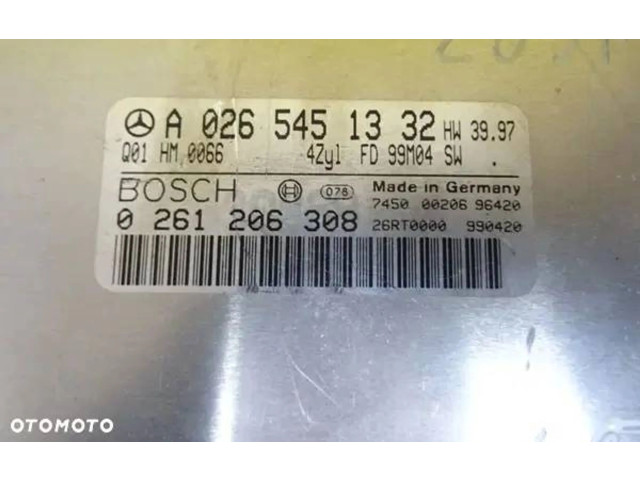 A 026 545 13 32 HW 39.97
Q01 HM 0066 4Zyl FD 99M04 SW .
BOSCH 078 Made in Germany
7450 00206 96420
0 261 206 308 26RT0000 990420
OTOMOTO